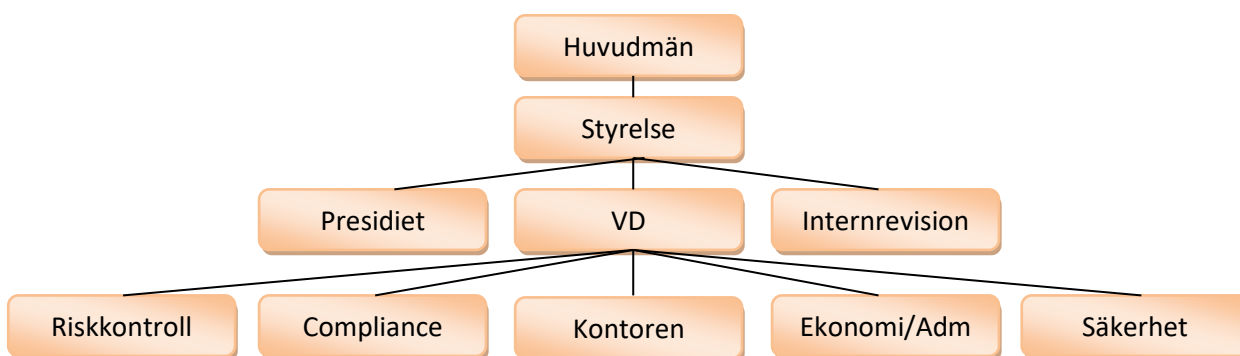 Huvudmän
Styrelse
Presidiet
VD
Internrevision
Riskkontroll
Compliance
Kontoren
Ekonomi/Adm
Säkerhet